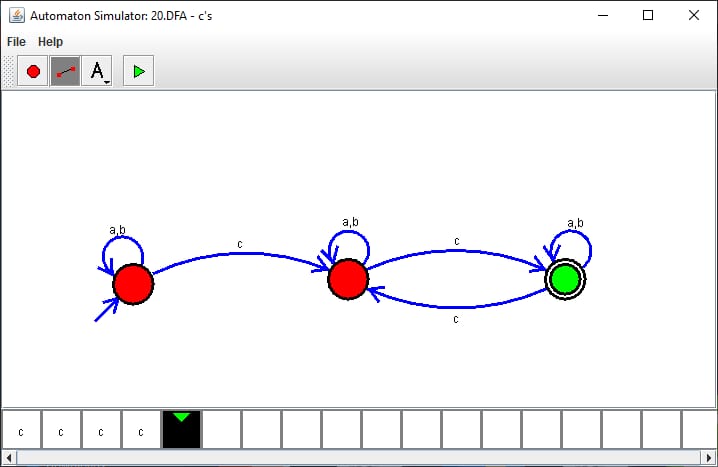 Automaton Simulator: 20.DFA - c's
File Help
A
a,b
c
a,b
c
a,b
c
c c c c